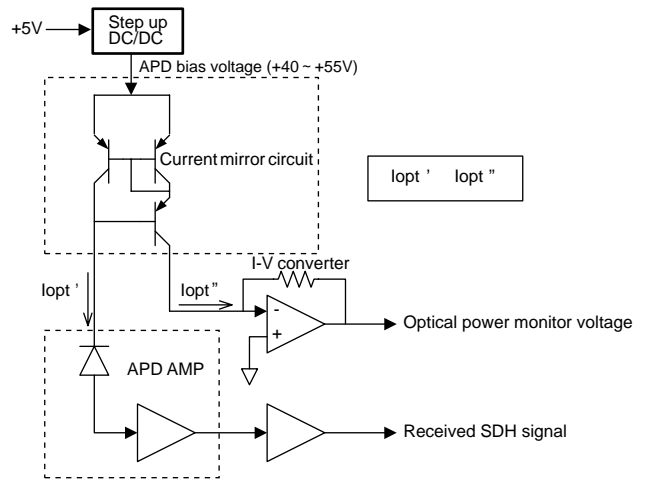 +5V
Step up
DC/DC
APD bias voltage (+40 ~ +55V)
Current mirror circuit
Iopt ’ Iopt ”
I-V converter
Iopt ’
Iopt ”
-
+
Optical power monitor voltage
APD AMP
Received SDH signal